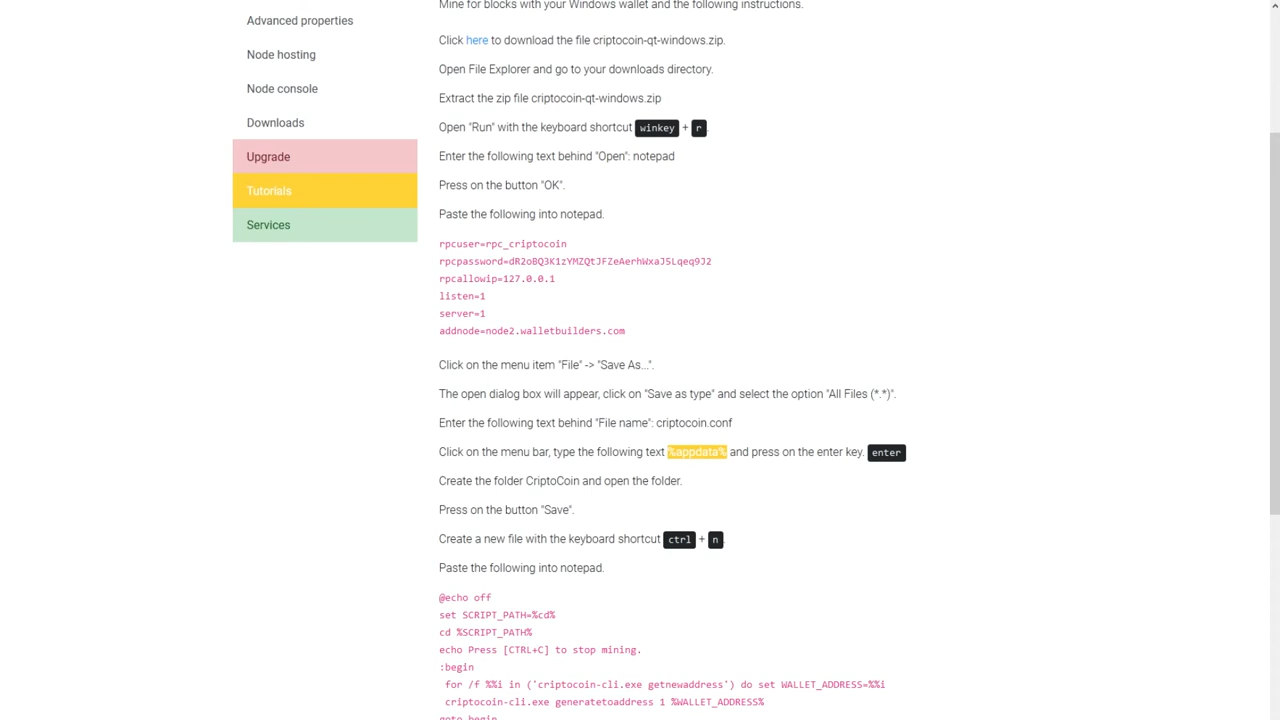 Mine for blocks with your Windows wallet and the following instructions.
Advanced properties
Node hosting
Node console
Downloads
Upgrade
Tutorials
Services
Click here to download the file criptocoin-qt-windows.zip.
Open File Explorer and go to your downloads directory.
Extract the zip file criptocoin-qt-windows.zip
Open "Run" with the keyboard shortcut winkey + r.
Enter the following text behind "Open": notepad
Press on the button "OK".
Paste the following into notepad.
rpcuser=rpc_criptocoin
rpcpassword=dR2oBQ3K1zYMZQtJFZeAerhWxaJ5Lqeq9J2
rpcallowip=127.0.0.1
listen=1
server=1
addnode=node2.walletbuilders.com
Click on the menu item "File" -> "Save As...".
The open dialog box will appear, click on "Save as type" and select the option "All Files (*.*)".
Enter the following text behind "File name": criptocoin.conf
Click on the menu bar, type the following text %appdata% and press on the enter key. enter
Create the folder CriptoCoin and open the folder.
Press on the button "Save".
Create a new file with the keyboard shortcut ctrl + n.
Paste the following into notepad.
@echo off
set SCRIPT_PATH=%cd%
cd %SCRIPT_PATH%
echo Press [CTRL+C] to stop mining.
:begin
for /f %%i in ('criptocoin-cli.exe getnewaddress') do set WALLET_ADDRESS=%%i
criptocoin-cli.exe generatetoaddress 1 %WALLET_ADDRESS%
goto begin